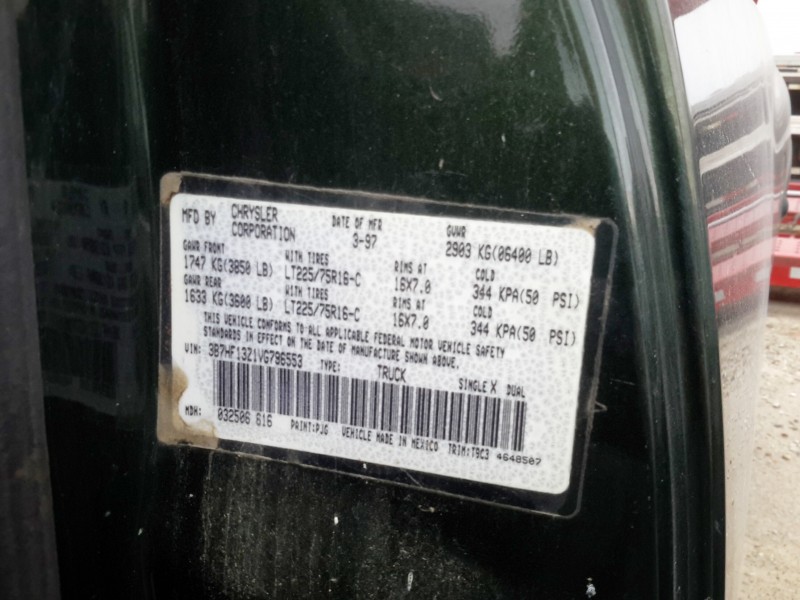 MFD BY CHRYSLER CORPORATION DATE OF MFR 3-97 GVWR 2903 KG(06400 LB)
GAWR FRONT WITH TIRES RIMS AT COLD
1747 KG(3850 LB) LT225/75R16-C 16X7.0 344 KPA(50 PSI)
GAWR REAR WITH TIRES RIMS AT COLD
1633 KG(3600 LB) LT225/75R16-C 16X7.0 344 KPA(50 PSI)
THIS VEHICLE CONFORMS TO ALL APPLICABLE FEDERAL MOTOR VEHICLE SAFETY
STANDARDS IN EFFECT ON THE DATE OF MANUFACTURE SHOWN ABOVE.
VIN: 3B7HF13Z1VG796553 TYPE: TRUCK SINGLE X DUAL
MDH: 032506 616 PAINT:PJG VEHICLE MADE IN MEXICO TRIM:T9C3 4648507